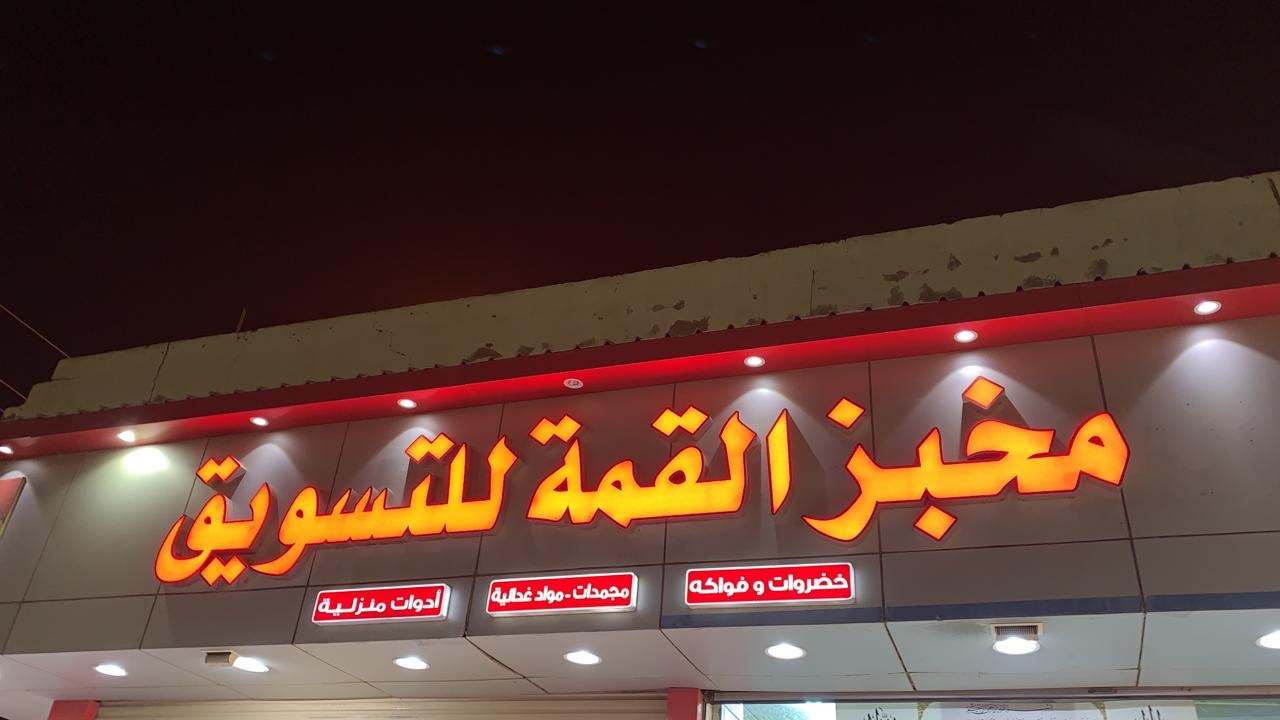 مخبز القمة للتسويق
خضروات و فواكه
مجمدات - مواد غذائية
أدوات منزلية